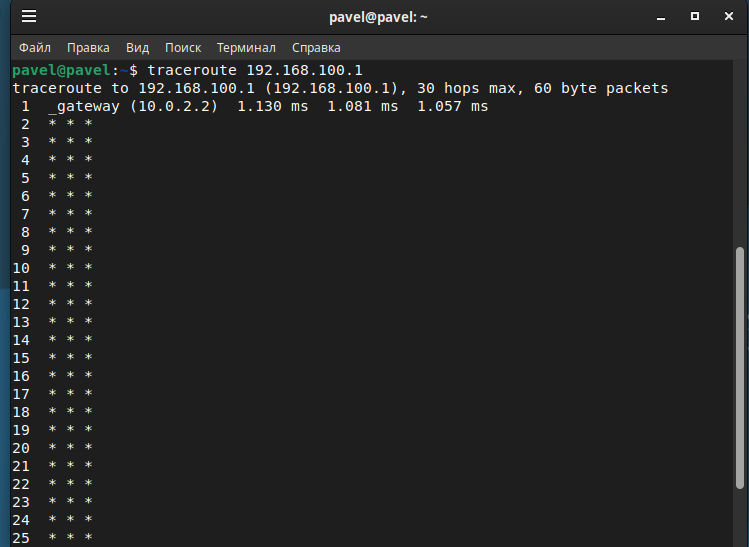 pavel@pavel: ~
Файл Правка Вид Поиск Терминал Справка
pavel@pavel:~$ traceroute 192.168.100.1
traceroute to 192.168.100.1 (192.168.100.1), 30 hops max, 60 byte packets
 1  _gateway (10.0.2.2)  1.130 ms  1.081 ms  1.057 ms
 2  * * *
 3  * * *
 4  * * *
 5  * * *
 6  * * *
 7  * * *
 8  * * *
 9  * * *
10  * * *
11  * * *
12  * * *
13  * * *
14  * * *
15  * * *
16  * * *
17  * * *
18  * * *
19  * * *
20  * * *
21  * * *
22  * * *
23  * * *
24  * * *
25  * * *